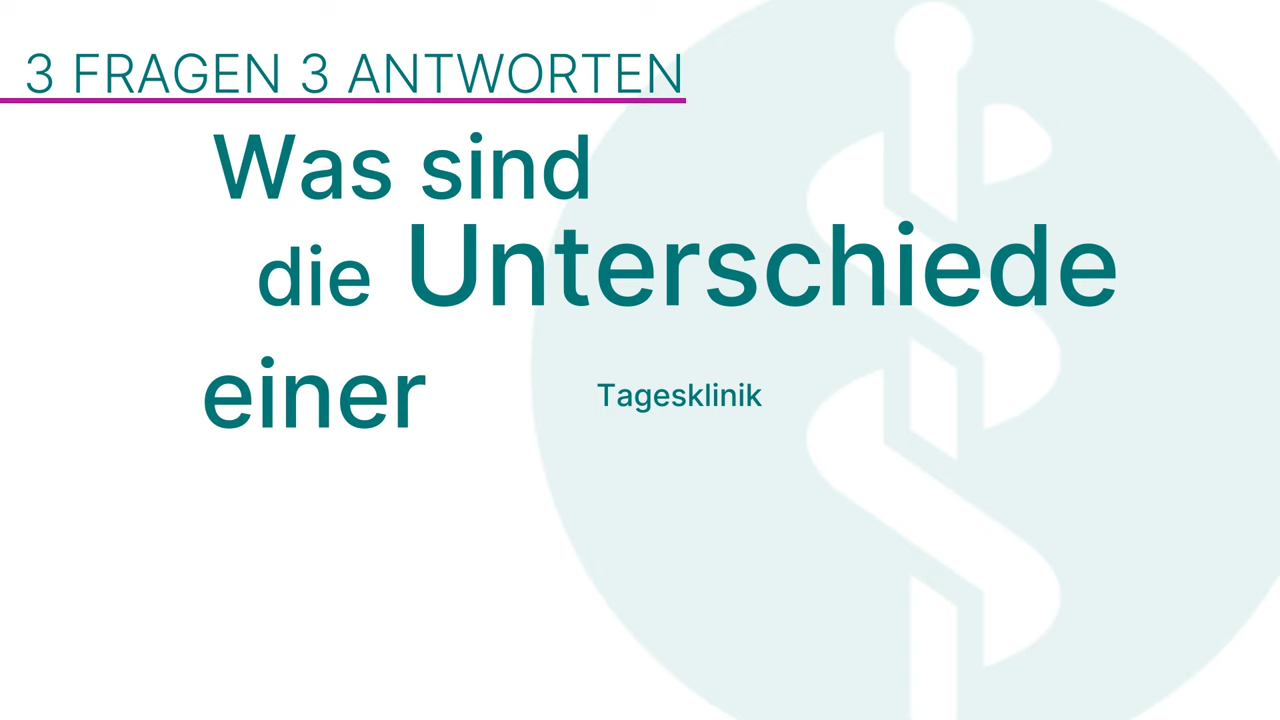 3 FRAGEN 3 ANTWORTEN
Was sind
die Unterschiede
einer Tagesklinik